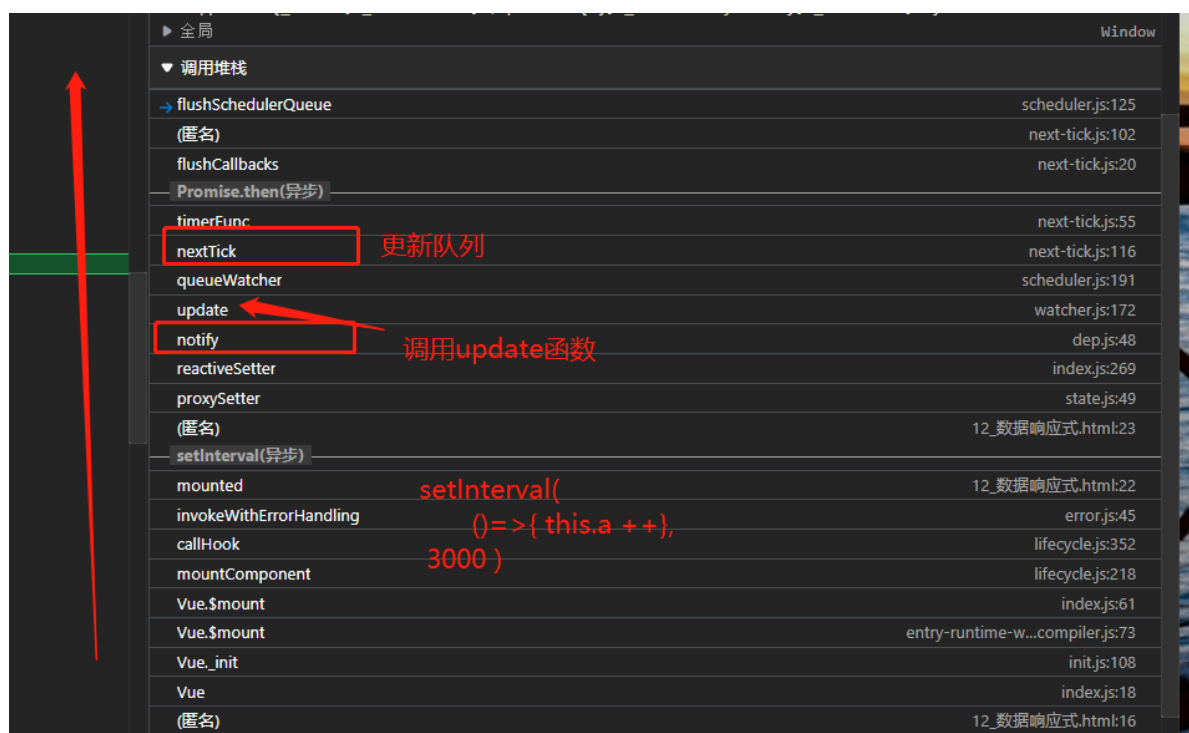 全局 Window
调用堆栈
flushSchedulerQueue scheduler.js:125
(匿名) next-tick.js:102
flushCallbacks next-tick.js:20
Promise.then(异步)
timerFunc next-tick.js:55
nextTick 更新队列 next-tick.js:116
queueWatcher scheduler.js:191
update watcher.js:172
notify dep.js:48
调用update函数
reactiveSetter index.js:269
proxySetter state.js:49
(匿名) 12_数据响应式.html:23
setInterval(异步)
mounted 12_数据响应式.html:22
setInterval(
invokeWithErrorHandling error.js:45
()=>{ this.a ++},
callHook lifecycle.js:352
3000 )
mountComponent lifecycle.js:218
Vue.$mount index.js:61
Vue.$mount entry-runtime-w...compiler.js:73
Vue._init init.js:108
Vue index.js:18
(匿名) 12_数据响应式.html:16